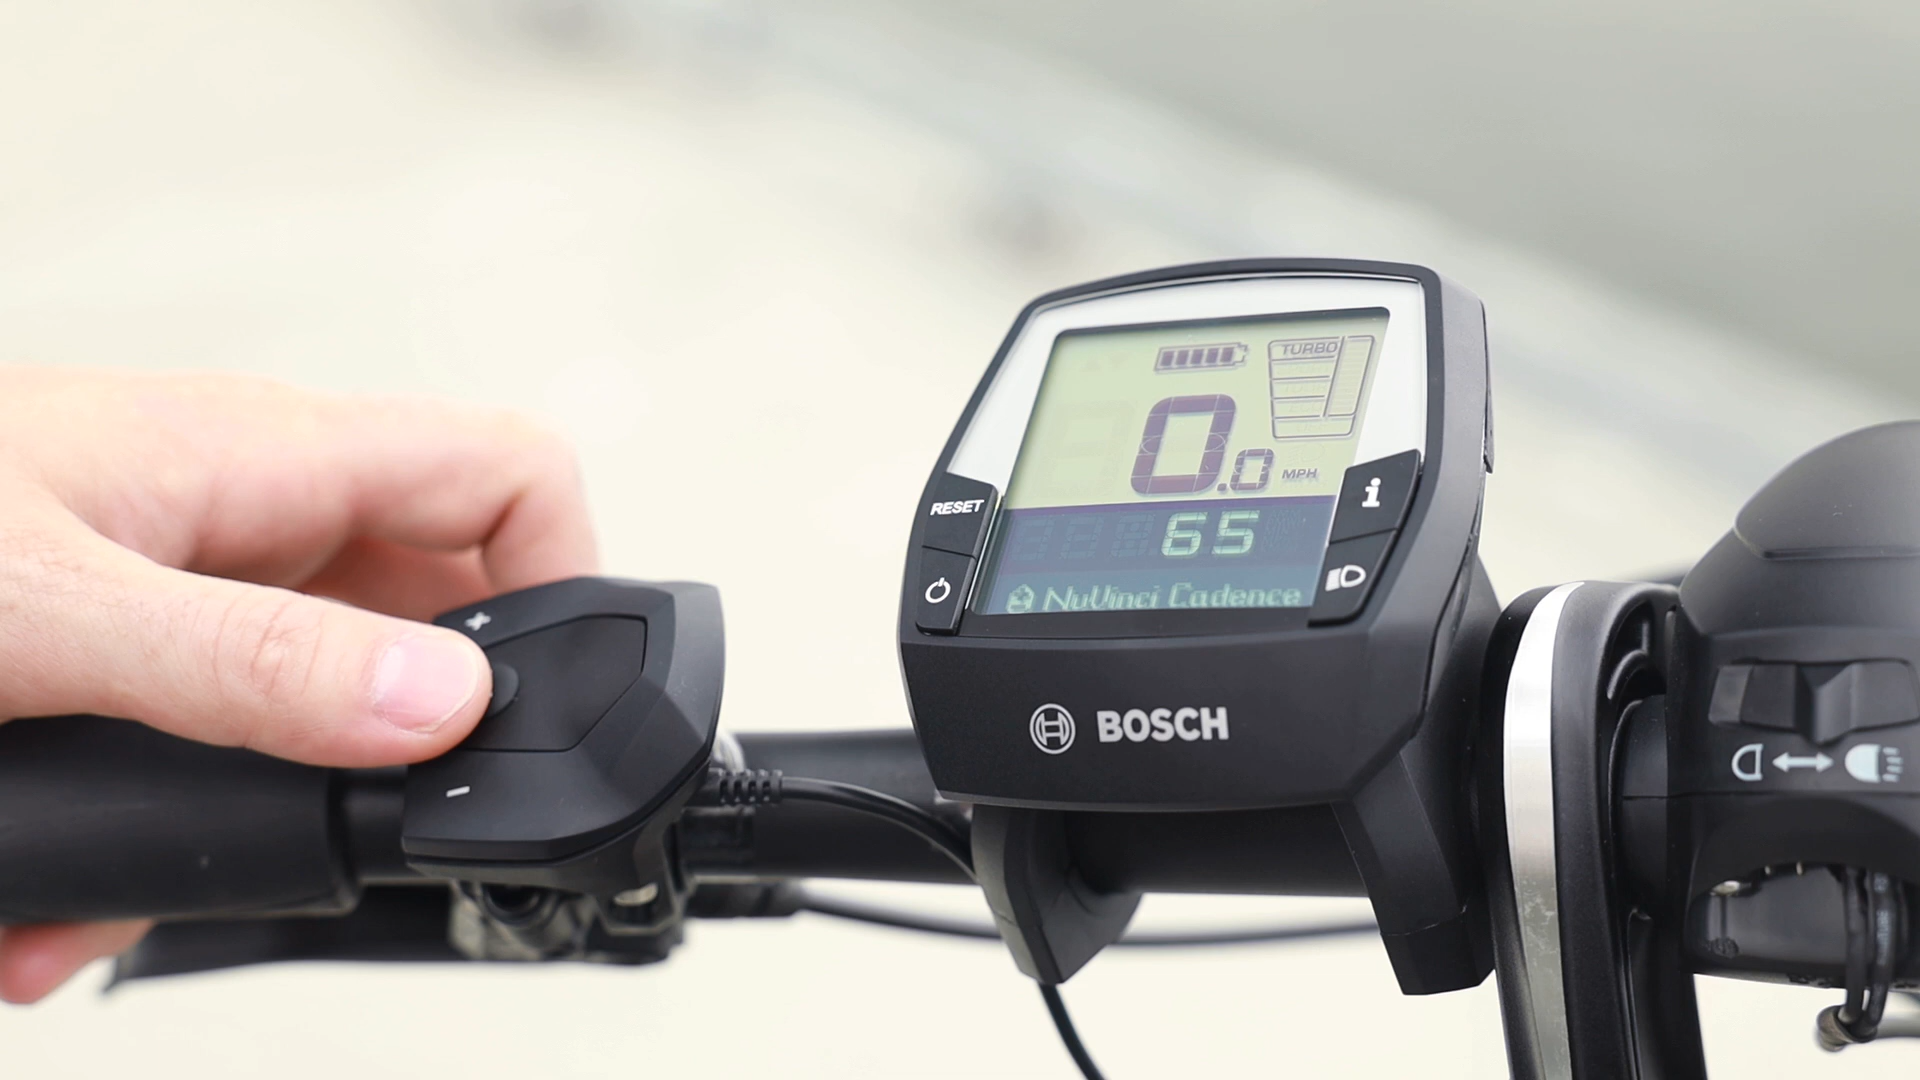 TURBO
0.0 MPH
RESET
i
65
NuVinci Cadence
+
BOSCH
-